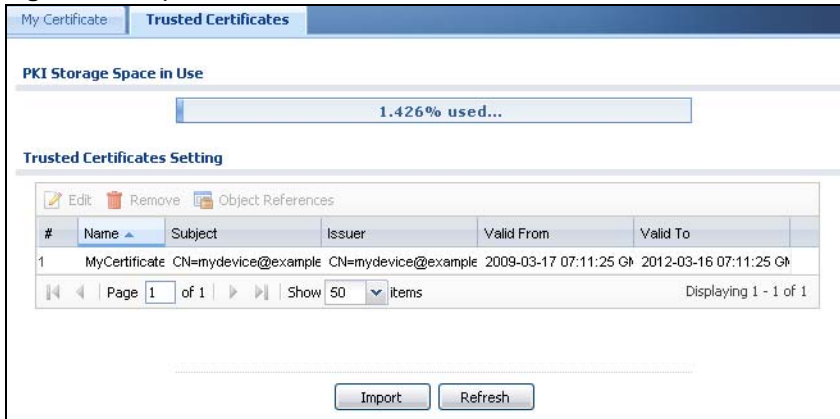 My Certificate Trusted Certificates
PKI Storage Space in Use
1.426% used...
Trusted Certificates Setting
Edit Remove Object References
# Name Subject Issuer Valid From Valid To
1 MyCertificate CN=mydevice@example CN=mydevice@example 2009-03-17 07:11:25 GM 2012-03-16 07:11:25 GM
Page 1 of 1 Show 50 items Displaying 1 - 1 of 1
Import Refresh